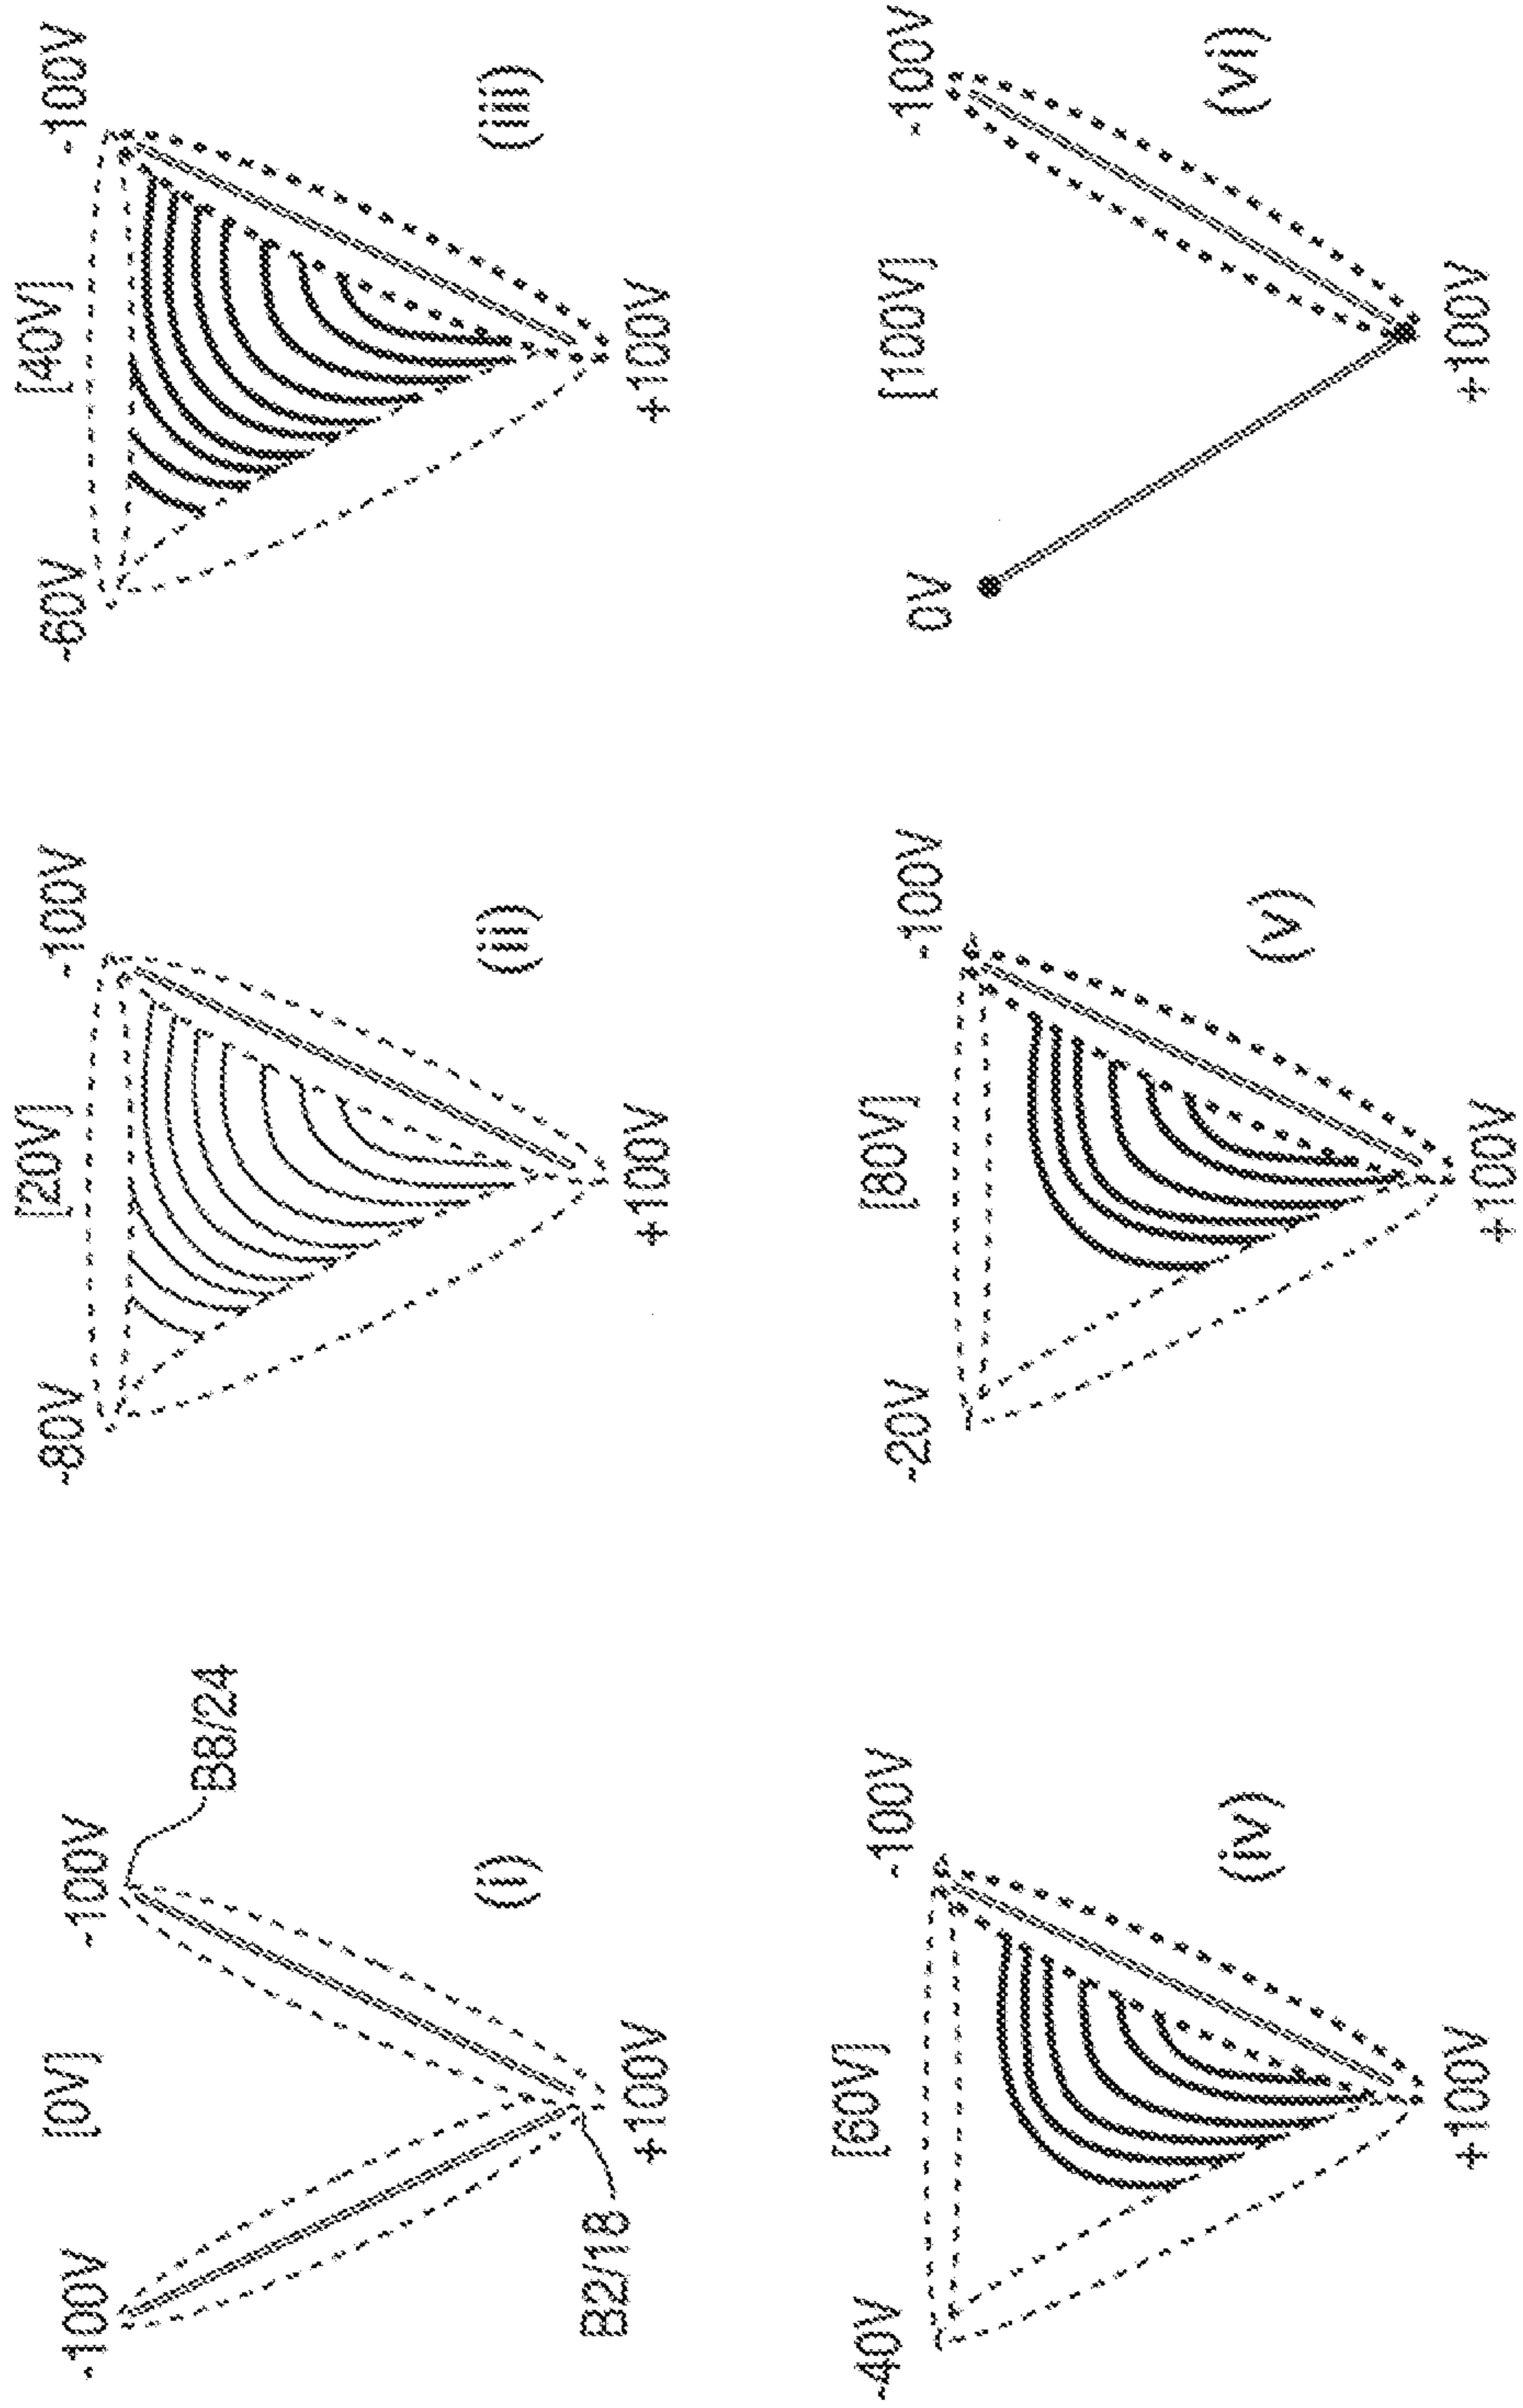 [0V]
-100V
-100V
B8/24
(i)
B2/18
+100V
[20V]
-80V
-100V
(ii)
+100V
[40V]
-60V
-100V
(iii)
+100V
[60V]
-40V
-100V
(iv)
+100V
[80V]
-20V
-100V
(v)
+100V
[100V]
0V
-100V
(vi)
+100V